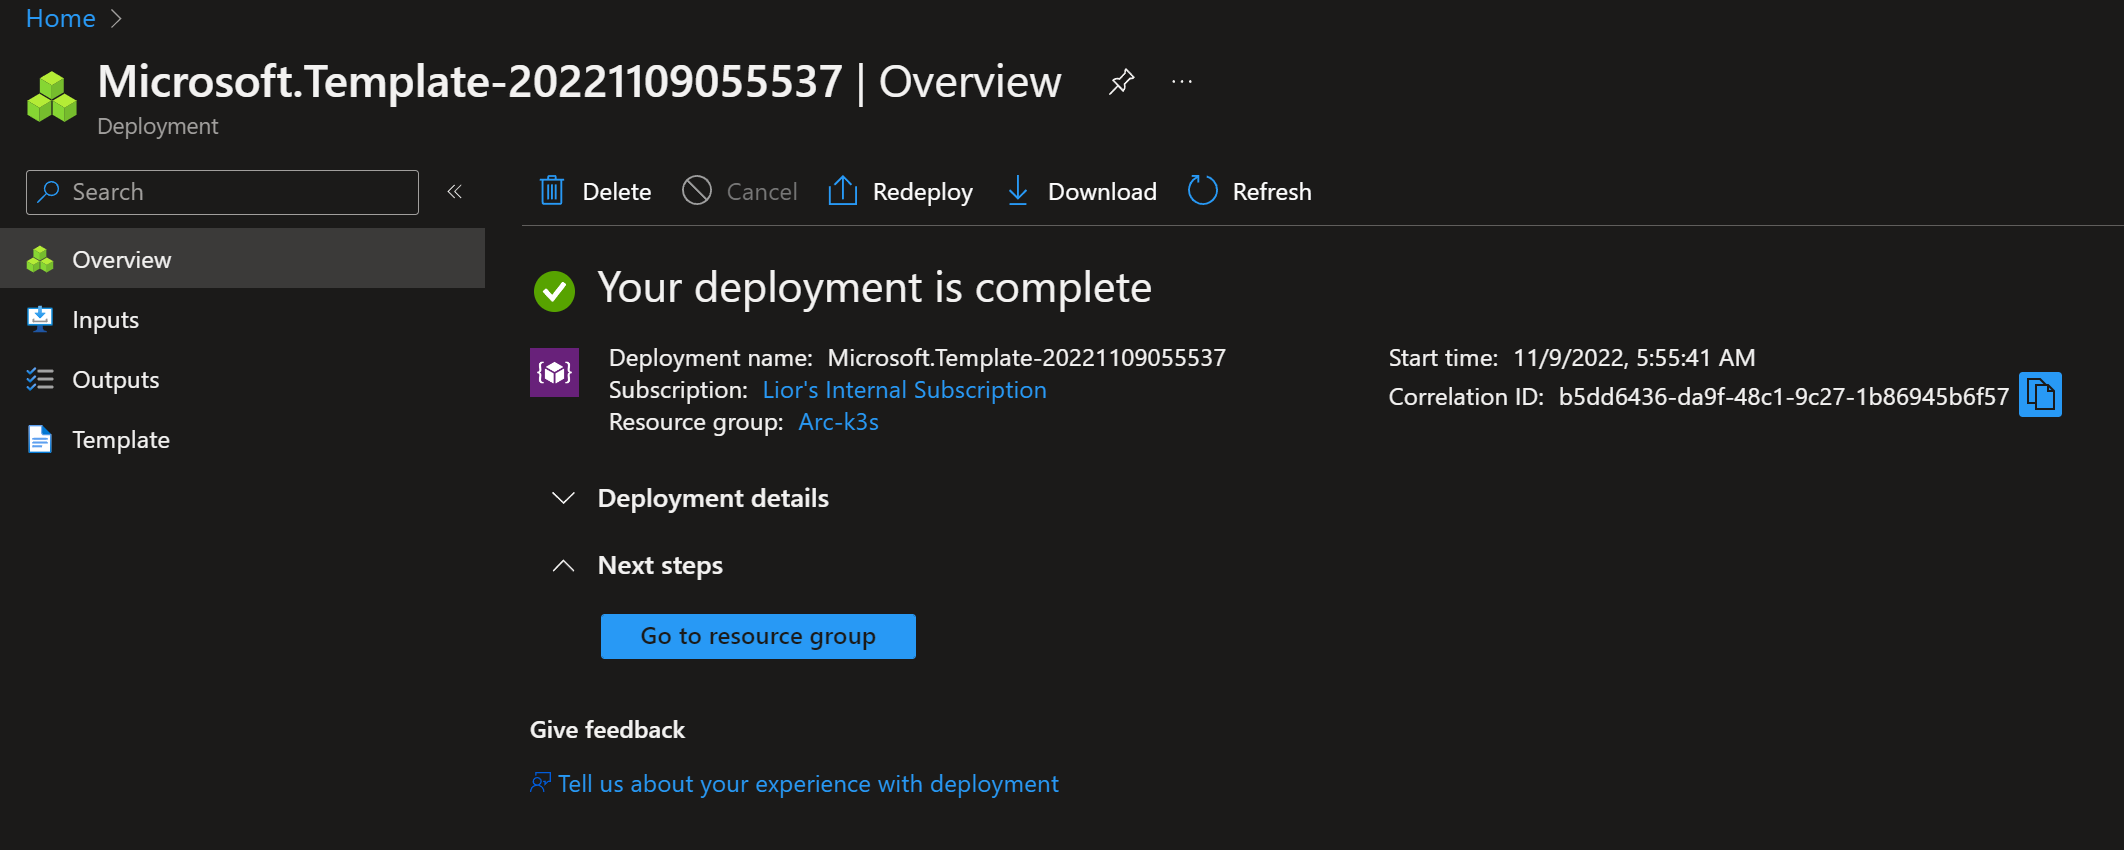 Home
Microsoft.Template-20221109055537 | Overview
Deployment
Search
Delete
Cancel
Redeploy
Download
Refresh
Overview
Inputs
Outputs
Template
Your deployment is complete
Deployment name: Microsoft.Template-20221109055537
Subscription: Lior's Internal Subscription
Resource group: Arc-k3s
Start time: 11/9/2022, 5:55:41 AM
Correlation ID: b5dd6436-da9f-48c1-9c27-1b86945b6f57
Deployment details
Next steps
Go to resource group
Give feedback
Tell us about your experience with deployment